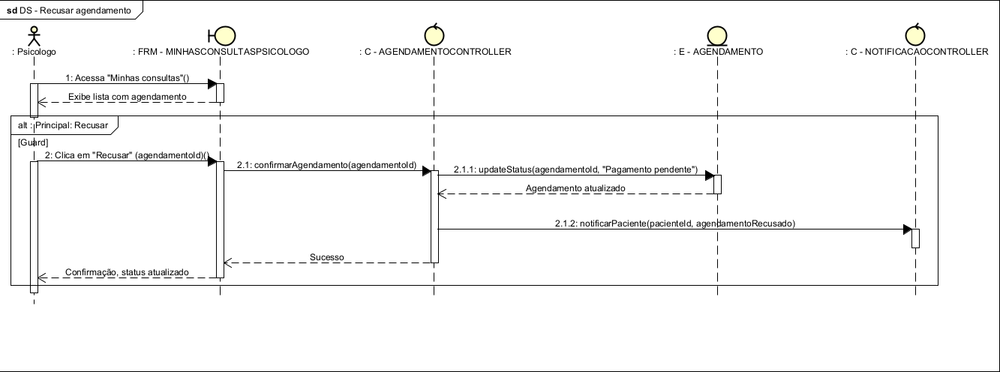 sd DS - Recusar agendamento
: Psicologo
: FRM - MINHASCONSULTASPSICOLOGO
: C - AGENDAMENTOCONTROLLER
: E - AGENDAMENTO
: C - NOTIFICACAOCONTROLLER
1: Acessa "Minhas consultas"()
Exibe lista com agendamento
alt : Principal: Recusar
[Guard]
2: Clica em "Recusar" (agendamentoId)()
2.1: confirmarAgendamento(agendamentoId)
2.1.1: updateStatus(agendamentoId, "Pagamento pendente")
Agendamento atualizado
2.1.2: notificarPaciente(pacienteId, agendamentoRecusado)
Sucesso
Confirmação, status atualizado